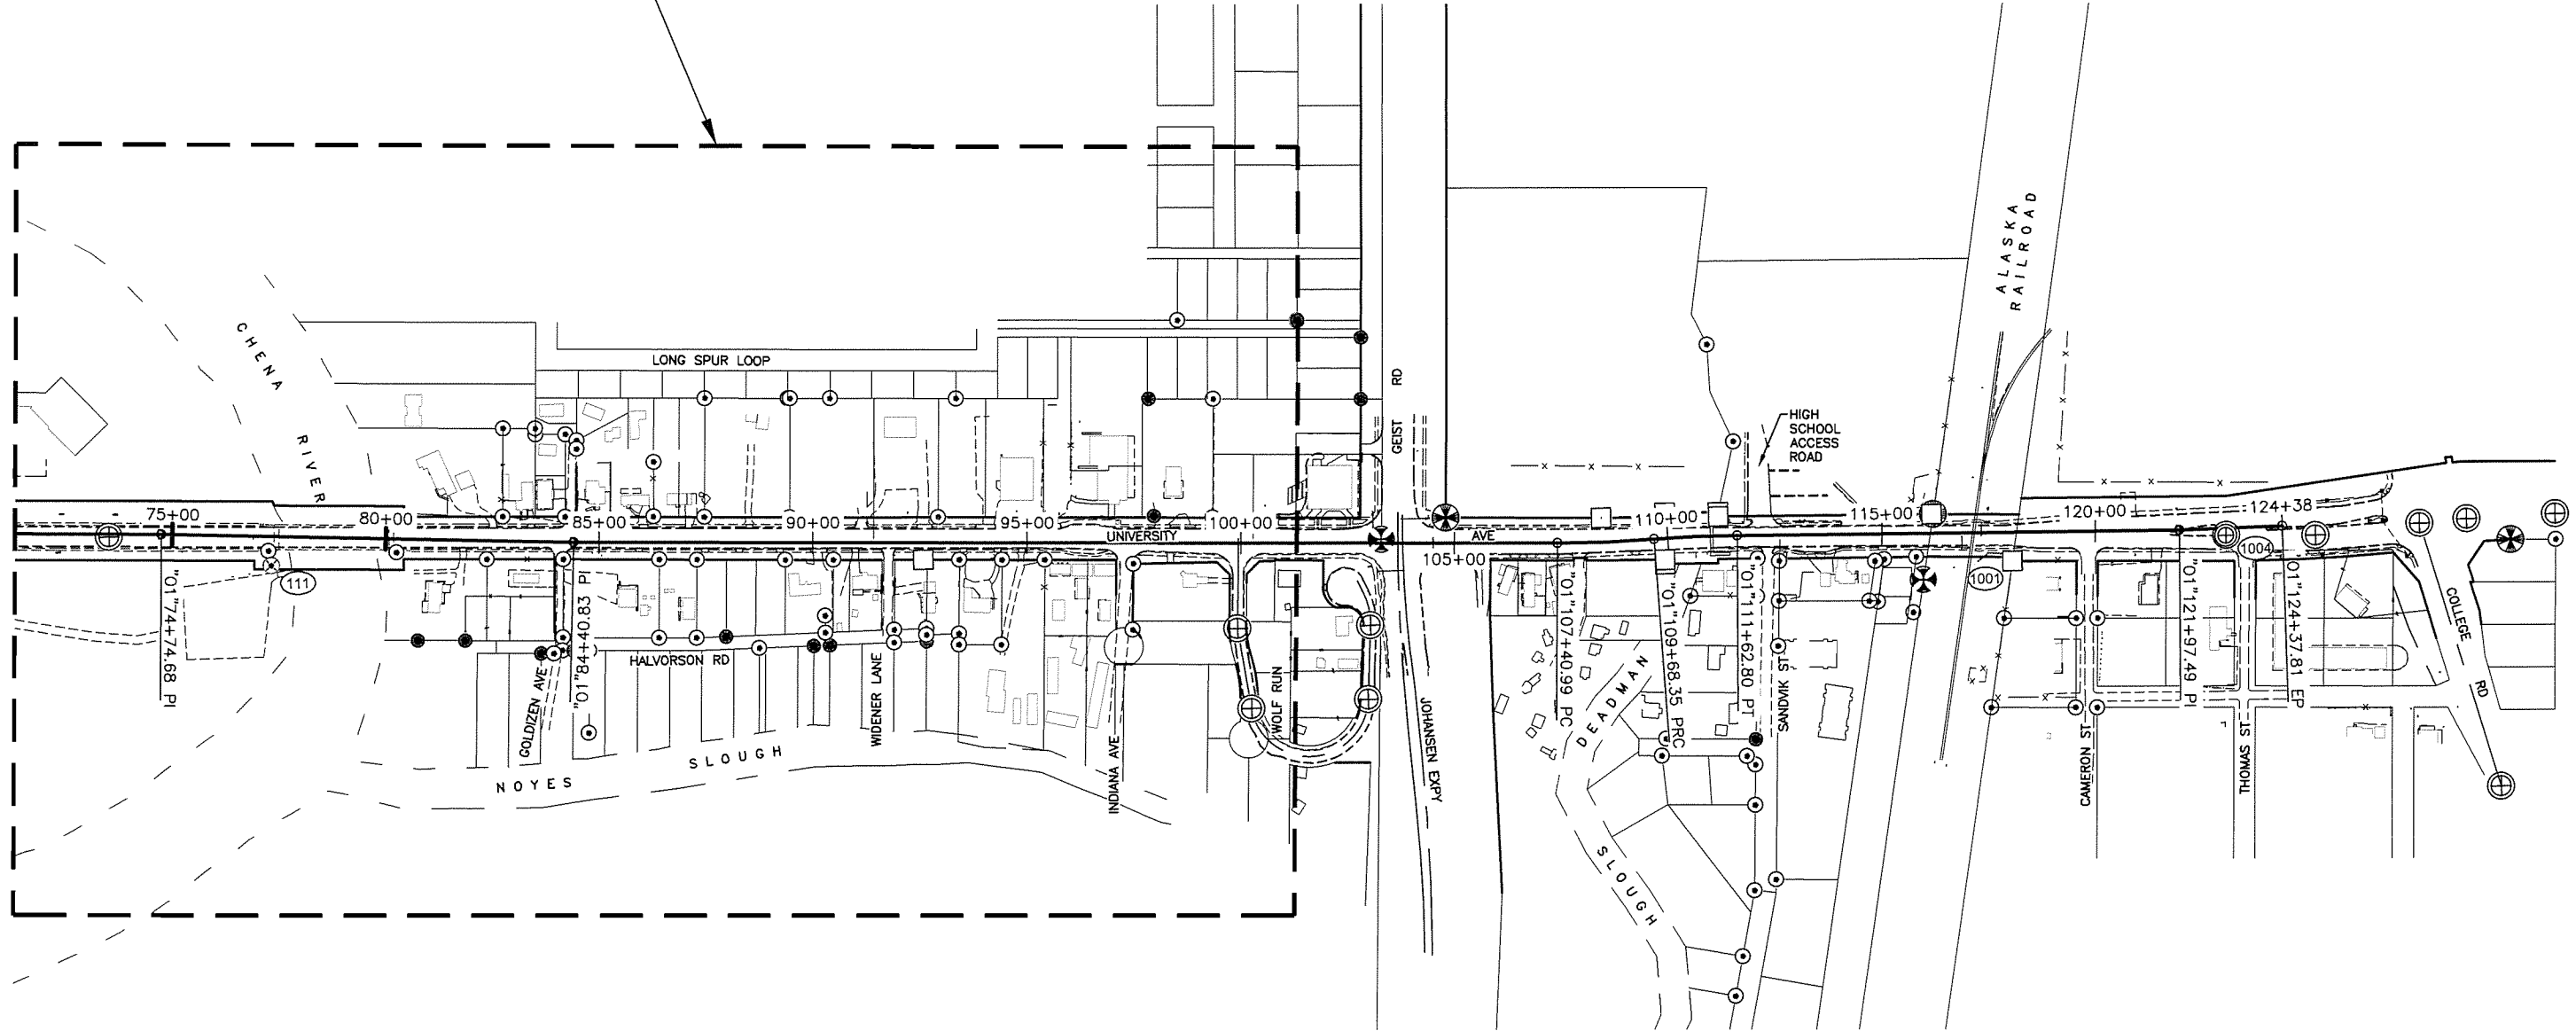 ALASKA
RAILROAD
CHENA
RIVER
LONG SPUR LOOP
GEIST RD
HIGH
SCHOOL
ACCESS
ROAD
75+00
80+00
85+00
90+00
95+00
100+00
105+00
110+00
115+00
120+00
124+38
UNIVERSITY AVE
111
1001
1004
"01"74+74.68 PI
"01"84+40.83 PI
"01"107+40.99 PC
"01"109+68.35 PRC
"01"111+62.80 PT
"01"121+97.49 PI
"01"124+37.81 EP
HALVORSON RD
GOLDIZEN AVE
WIDENER LANE
INDIANA AVE
WOLF RUN
JOHANSEN EXPY
DEADMAN
SLOUGH
SANDVIK ST
CAMERON ST
THOMAS ST
COLLEGE RD
NOYES SLOUGH